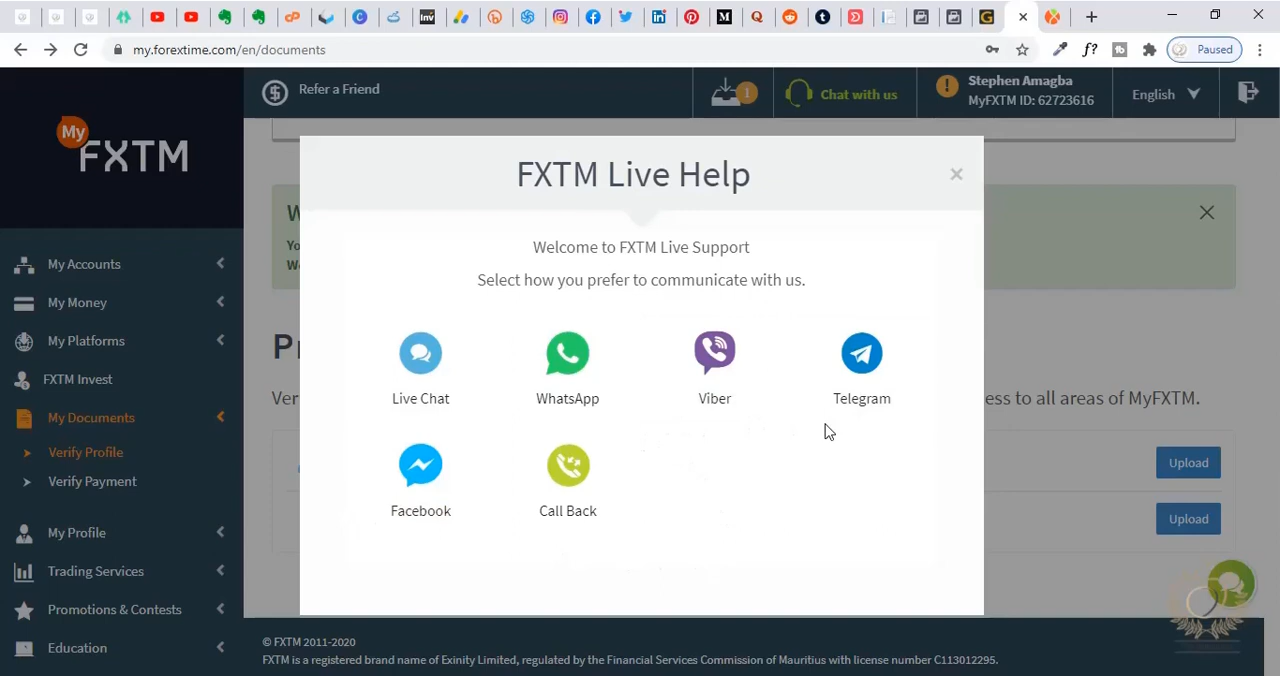 my.forextime.com/en/documents
Paused
My
FXTM
Refer a Friend
1
Chat with us
Stephen Amagba
MyFXTM ID: 62723616
English
My Accounts
My Money
My Platforms
FXTM Invest
My Documents
Verify Profile
Verify Payment
My Profile
Trading Services
Promotions & Contests
Education
FXTM Live Help
Welcome to FXTM Live Support
Select how you prefer to communicate with us.
Live Chat
WhatsApp
Viber
Telegram
Facebook
Call Back
ess to all areas of MyFXTM.
Upload
Upload
© FXTM 2011-2020
FXTM is a registered brand name of Exinity Limited, regulated by the Financial Services Commission of Mauritius with license number C113012295.